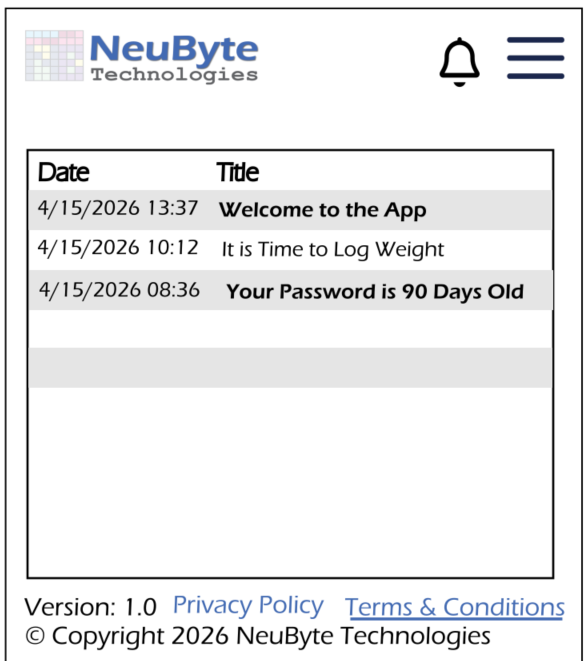 NeuByte
Technologies
Date Title
4/15/2026 13:37 Welcome to the App
4/15/2026 10:12 It is Time to Log Weight
4/15/2026 08:36 Your Password is 90 Days Old
Version: 1.0 Privacy Policy Terms & Conditions
© Copyright 2026 NeuByte Technologies